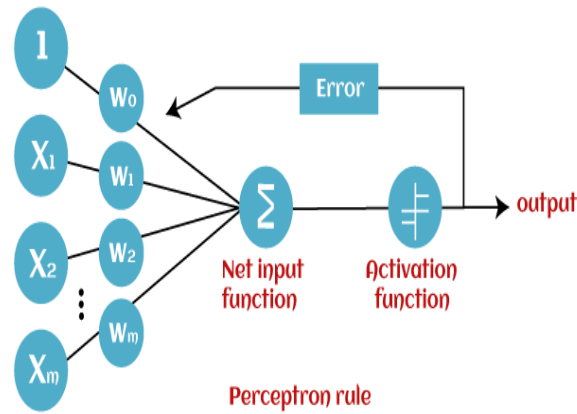 1
W0
Error
X1
W1
Σ
output
X2
W2
Net input
function
Activation
function
Xm
Wm
Perceptron rule